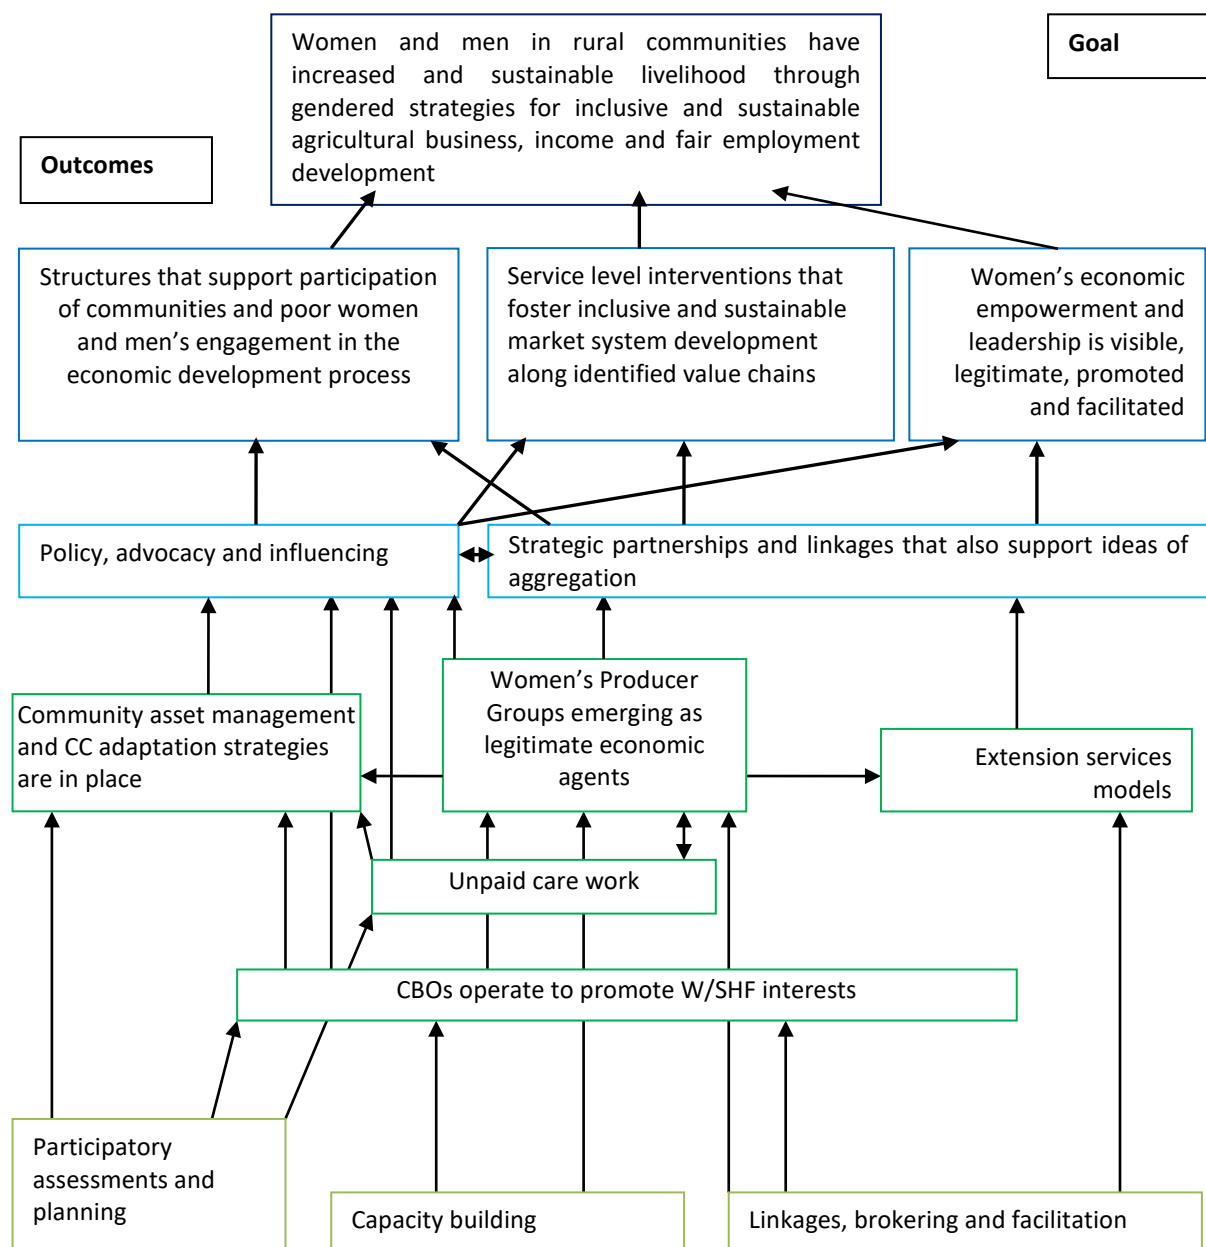 Women and men in rural communities have
increased and sustainable livelihood through
gendered strategies for inclusive and sustainable
agricultural business, income and fair employment
development
Goal
Outcomes
Structures that support participation
of communities and poor women
and men’s engagement in the
economic development process
Service level interventions that
foster inclusive and sustainable
market system development
along identified value chains
Women’s economic
empowerment and
leadership is visible,
legitimate, promoted
and facilitated
Policy, advocacy and influencing
Strategic partnerships and linkages that also support ideas of
aggregation
Community asset management
and CC adaptation strategies
are in place
Women’s Producer
Groups emerging as
legitimate economic
agents
Extension services
models
Unpaid care work
CBOs operate to promote W/SHF interests
Participatory
assessments and
planning
Capacity building
Linkages, brokering and facilitation